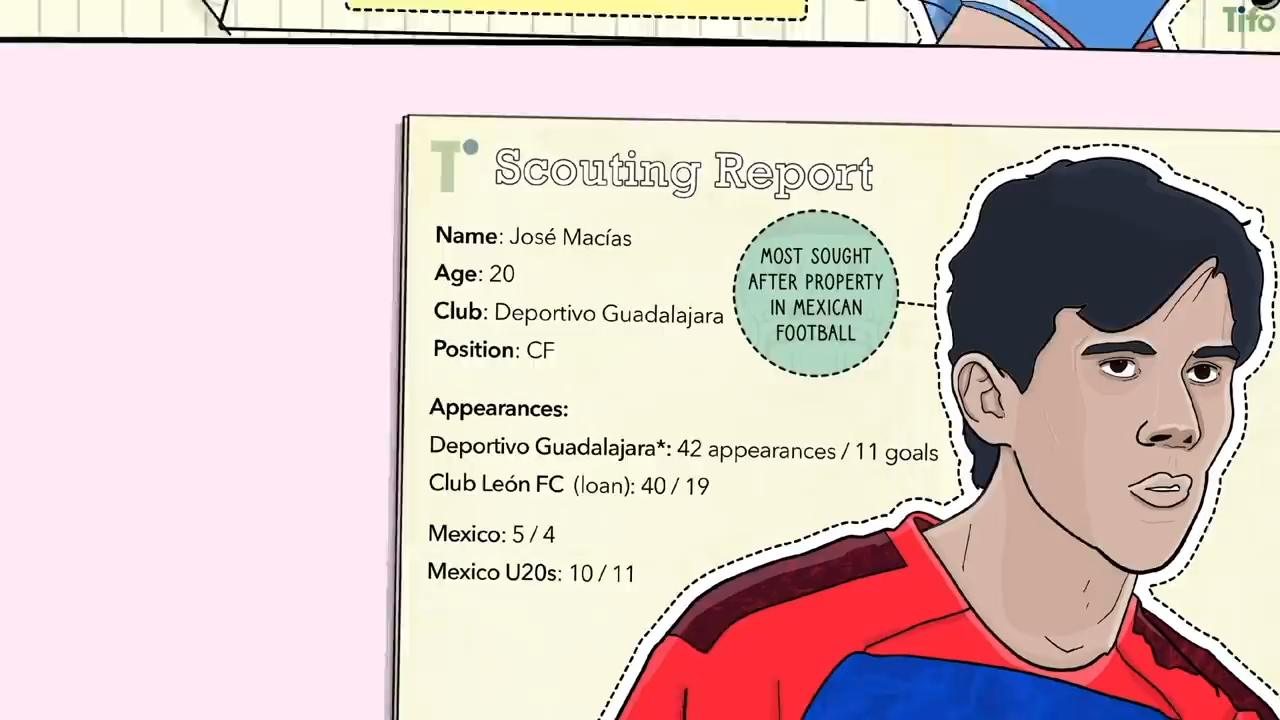 Tifo
T
Scouting Report
Name: José Macías
Age: 20
Club: Deportivo Guadalajara
Position: CF
MOST SOUGHT
AFTER PROPERTY
IN MEXICAN
FOOTBALL
Appearances:
Deportivo Guadalajara*: 42 appearances / 11 goals
Club León FC (loan): 40 / 19
Mexico: 5 / 4
Mexico U20s: 10 / 11